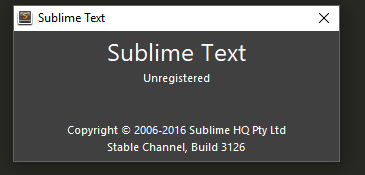 Sublime Text
Sublime Text
Unregistered
Copyright © 2006-2016 Sublime HQ Pty Ltd
Stable Channel, Build 3126